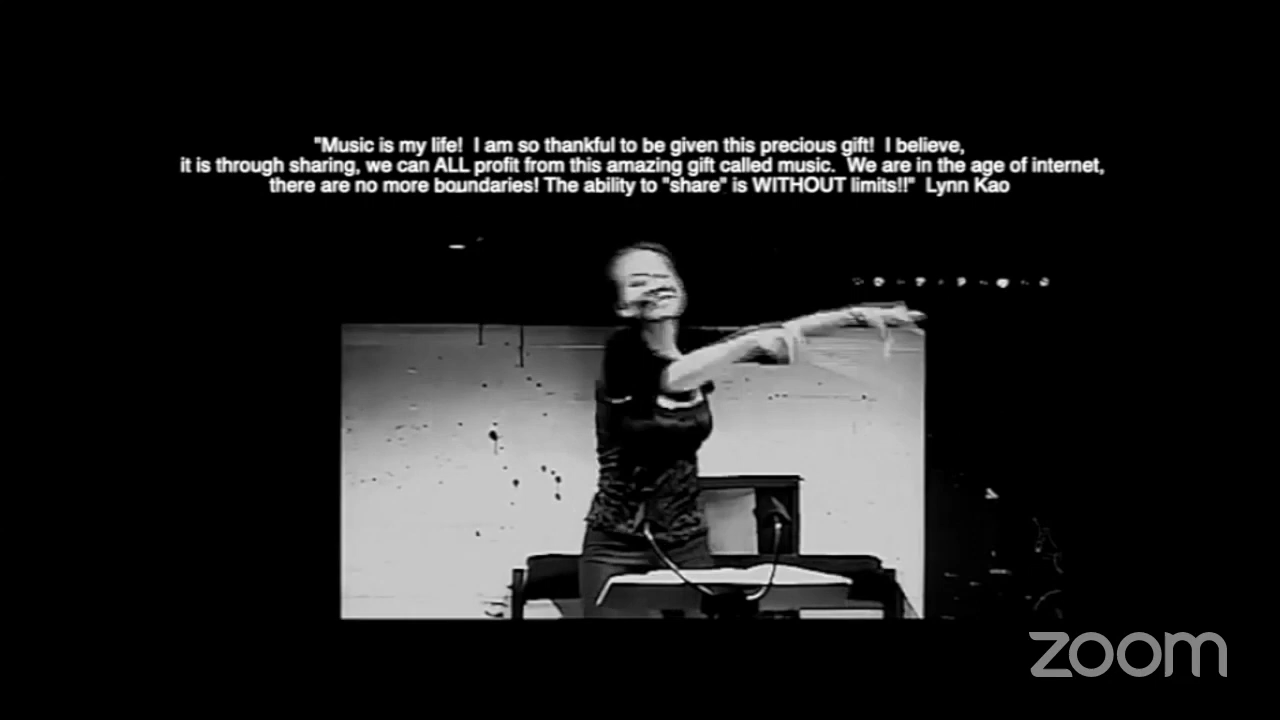 "Music is my life!  I am so thankful to be given this precious gift!  I believe,
it is through sharing, we can ALL profit from this amazing gift called music.  We are in the age of internet,
there are no more boundaries! The ability to "share" is WITHOUT limits!!"  Lynn Kao
zoom